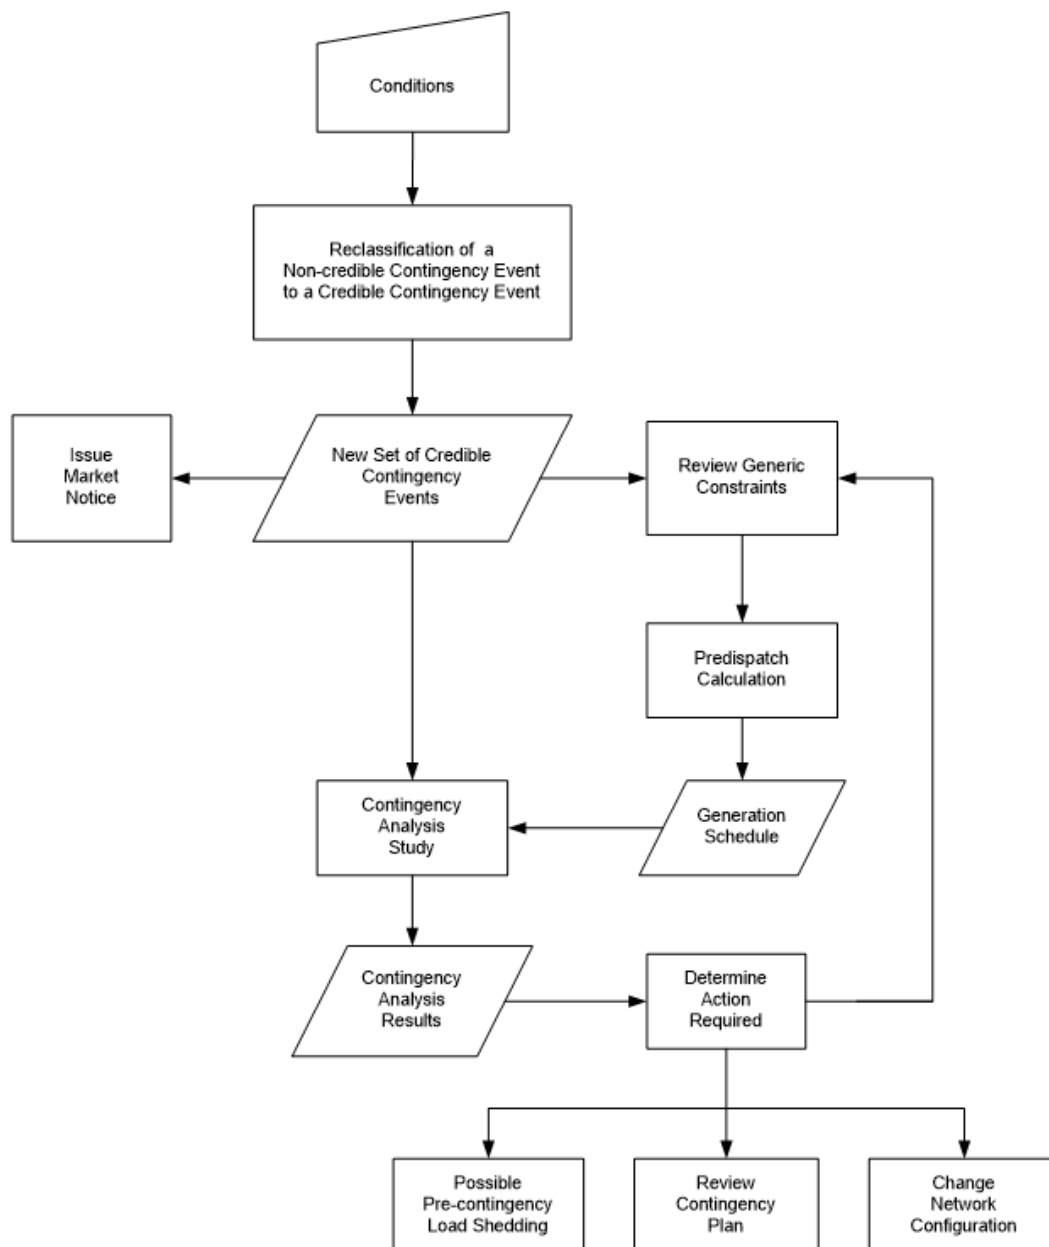 Conditions
Reclassification of a
Non-credible Contingency Event
to a Credible Contingency Event
Issue
Market
Notice
New Set of Credible
Contingency
Events
Review Generic
Constraints
Predispatch
Calculation
Contingency
Analysis
Study
Generation
Schedule
Contingency
Analysis
Results
Determine
Action
Required
Possible
Pre-contingency
Load Shedding
Review
Contingency
Plan
Change
Network
Configuration